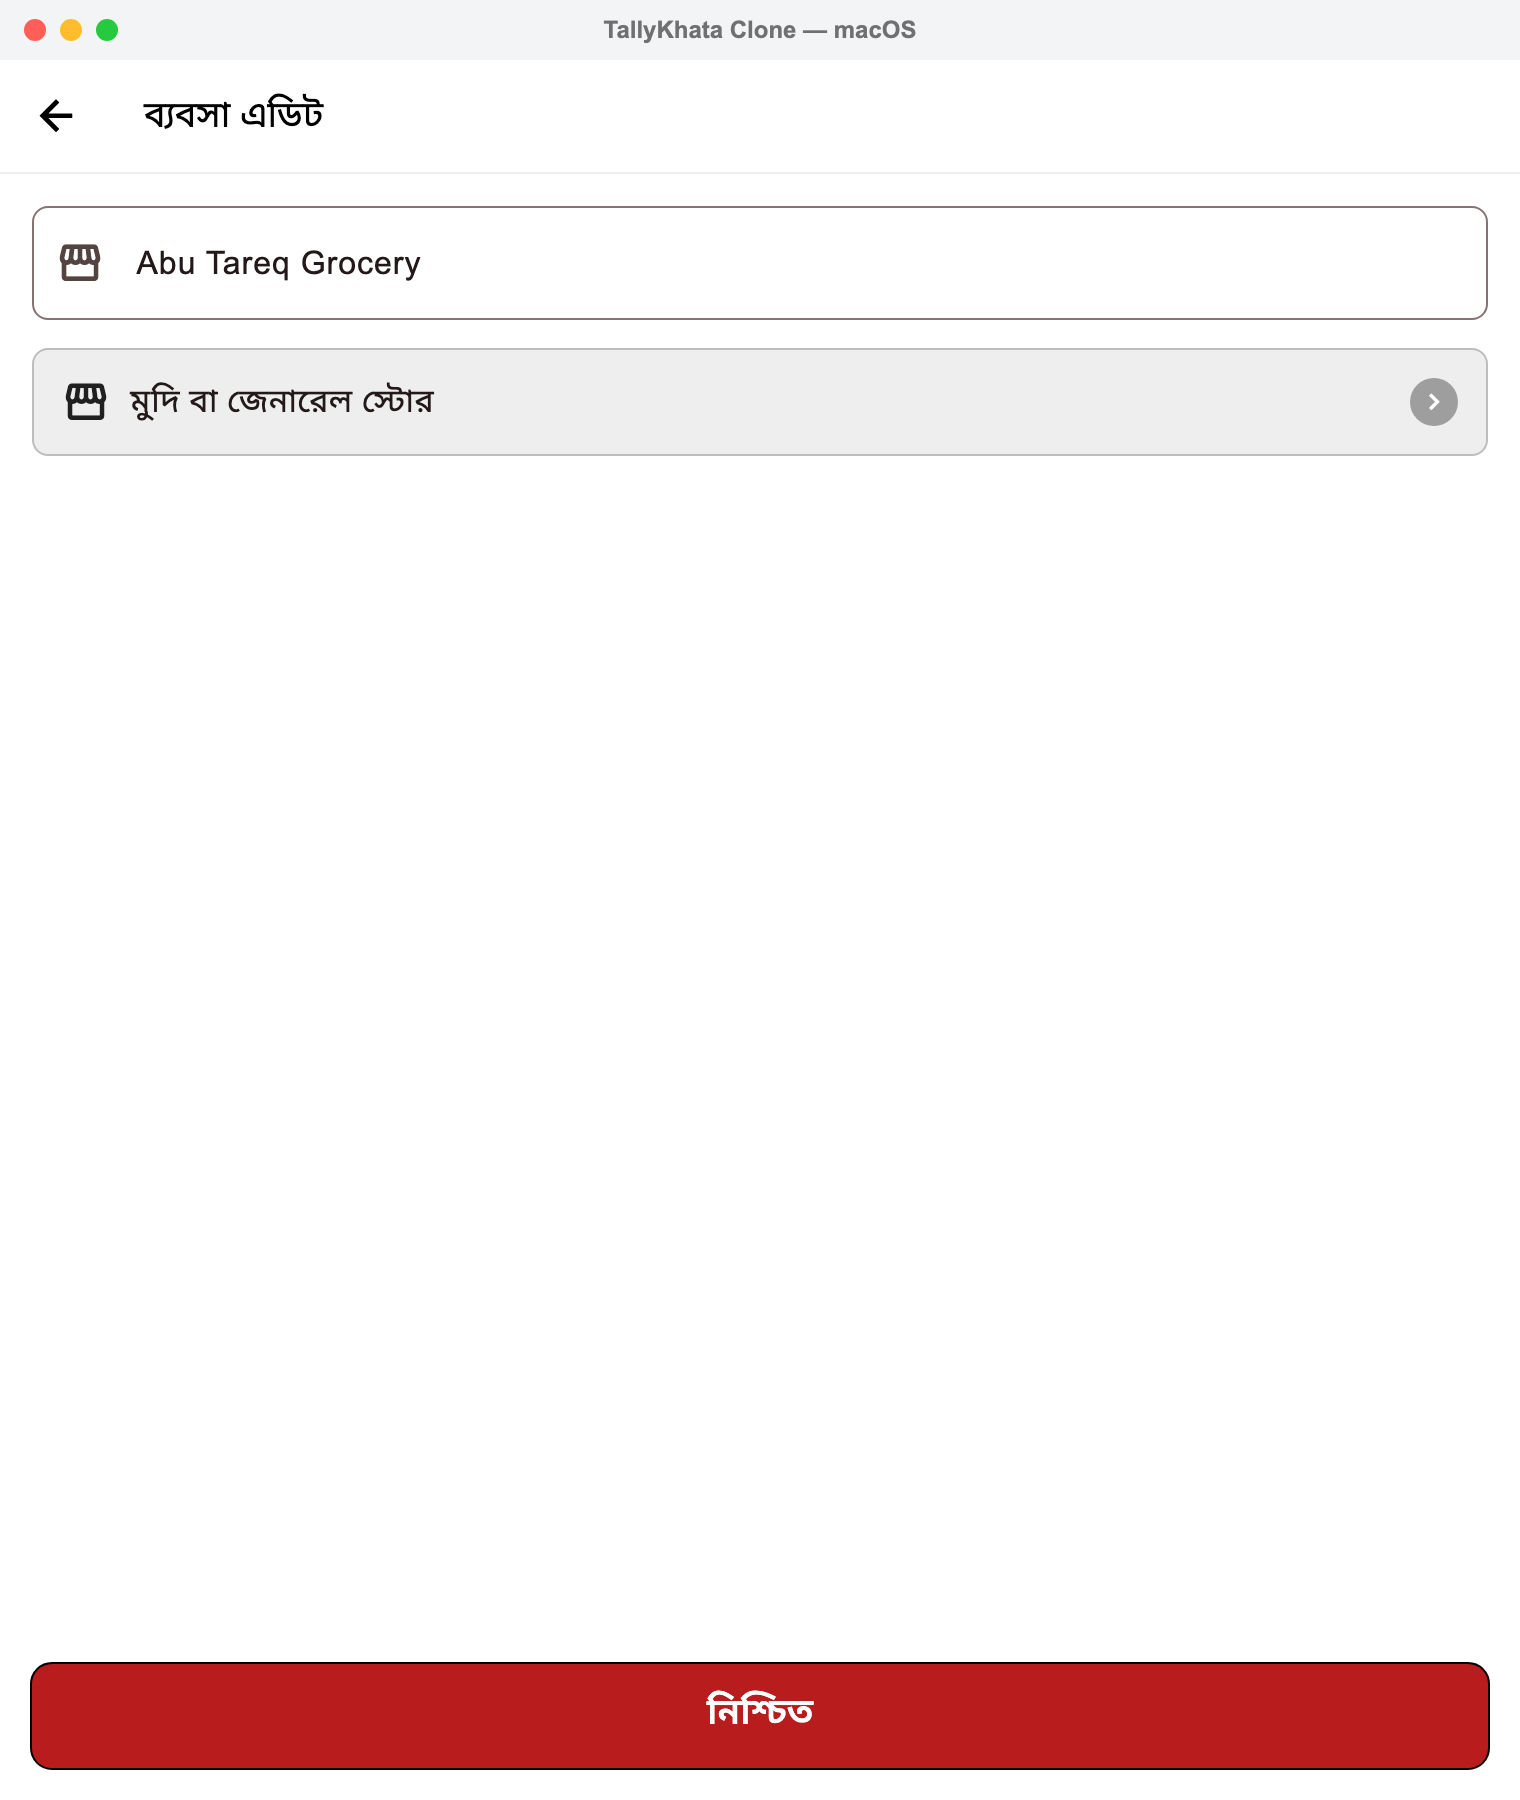 TallyKhata Clone — macOS
ব্যবসা এডিট
Abu Tareq Grocery
মুদি বা জেনারেল স্টোর
নিশ্চিত